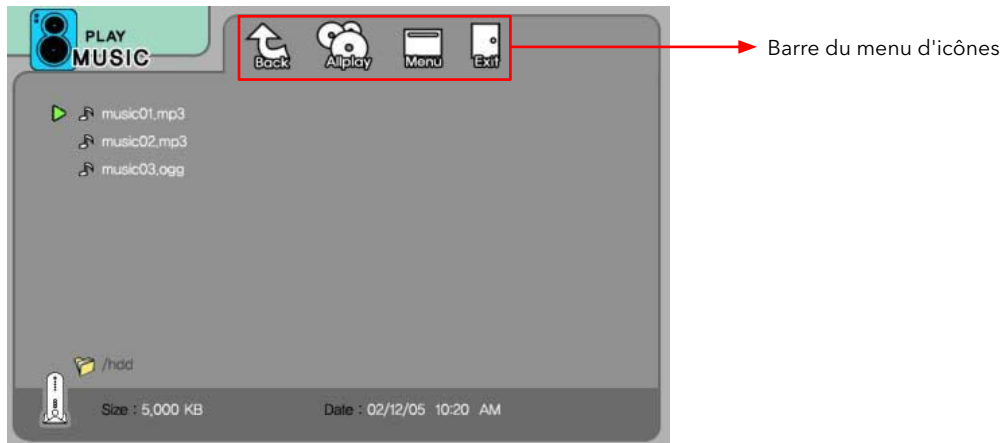 PLAY
MUSIC
Back Allplay Menu Exit
Barre du menu d'icônes
music01.mp3
music02.mp3
music03.ogg
/hdd
Size : 5,000 KB Date : 02/12/05 10:20 AM